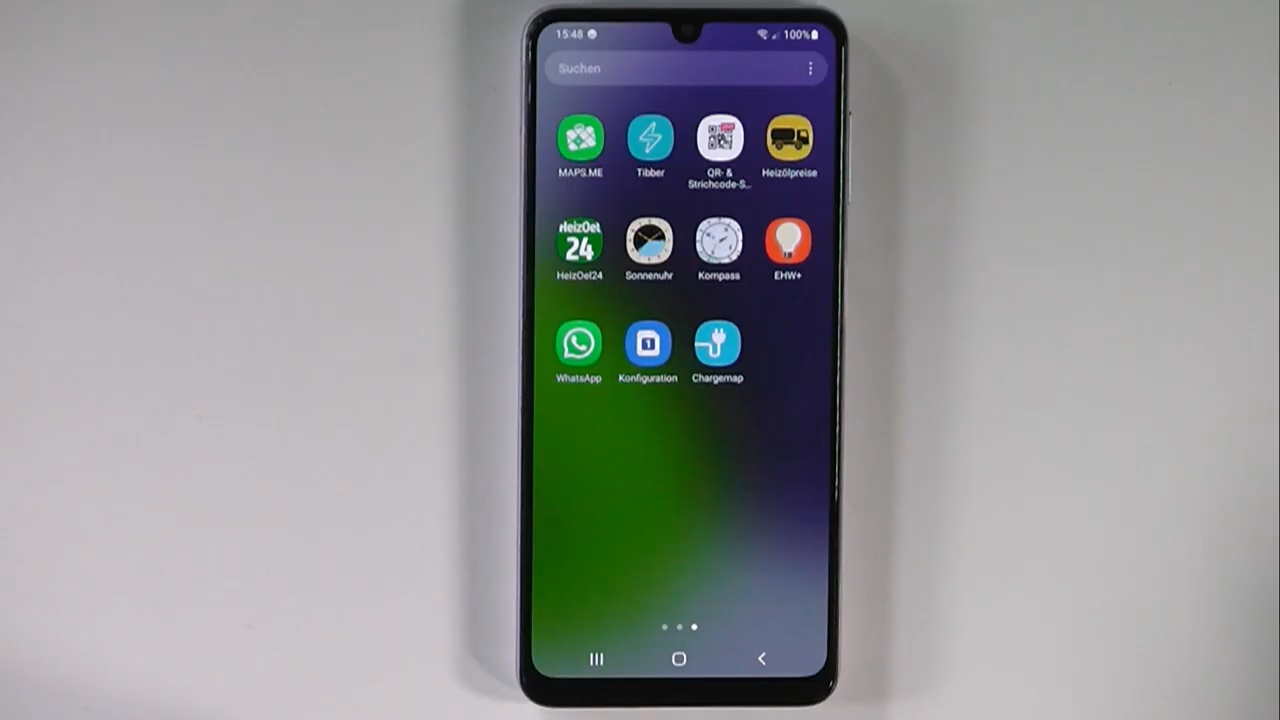 15:48
100%
Suchen
MAPS.ME
Tibber
QR- &
Strichcode-S...
Heizölpreise
HeizOel
24
HeizOel24
Sonnenuhr
Kompass
EHW+
1
WhatsApp
Konfiguration
Chargemap